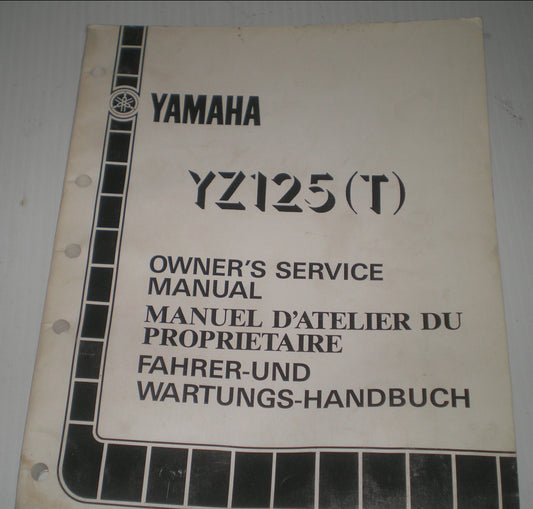 YAMAHA
YZ125(T)
OWNER'S SERVICE
MANUAL
MANUEL D'ATELIER DU
PROPRIETAIRE
FAHRER-UND
WARTUNGS-HANDBUCH